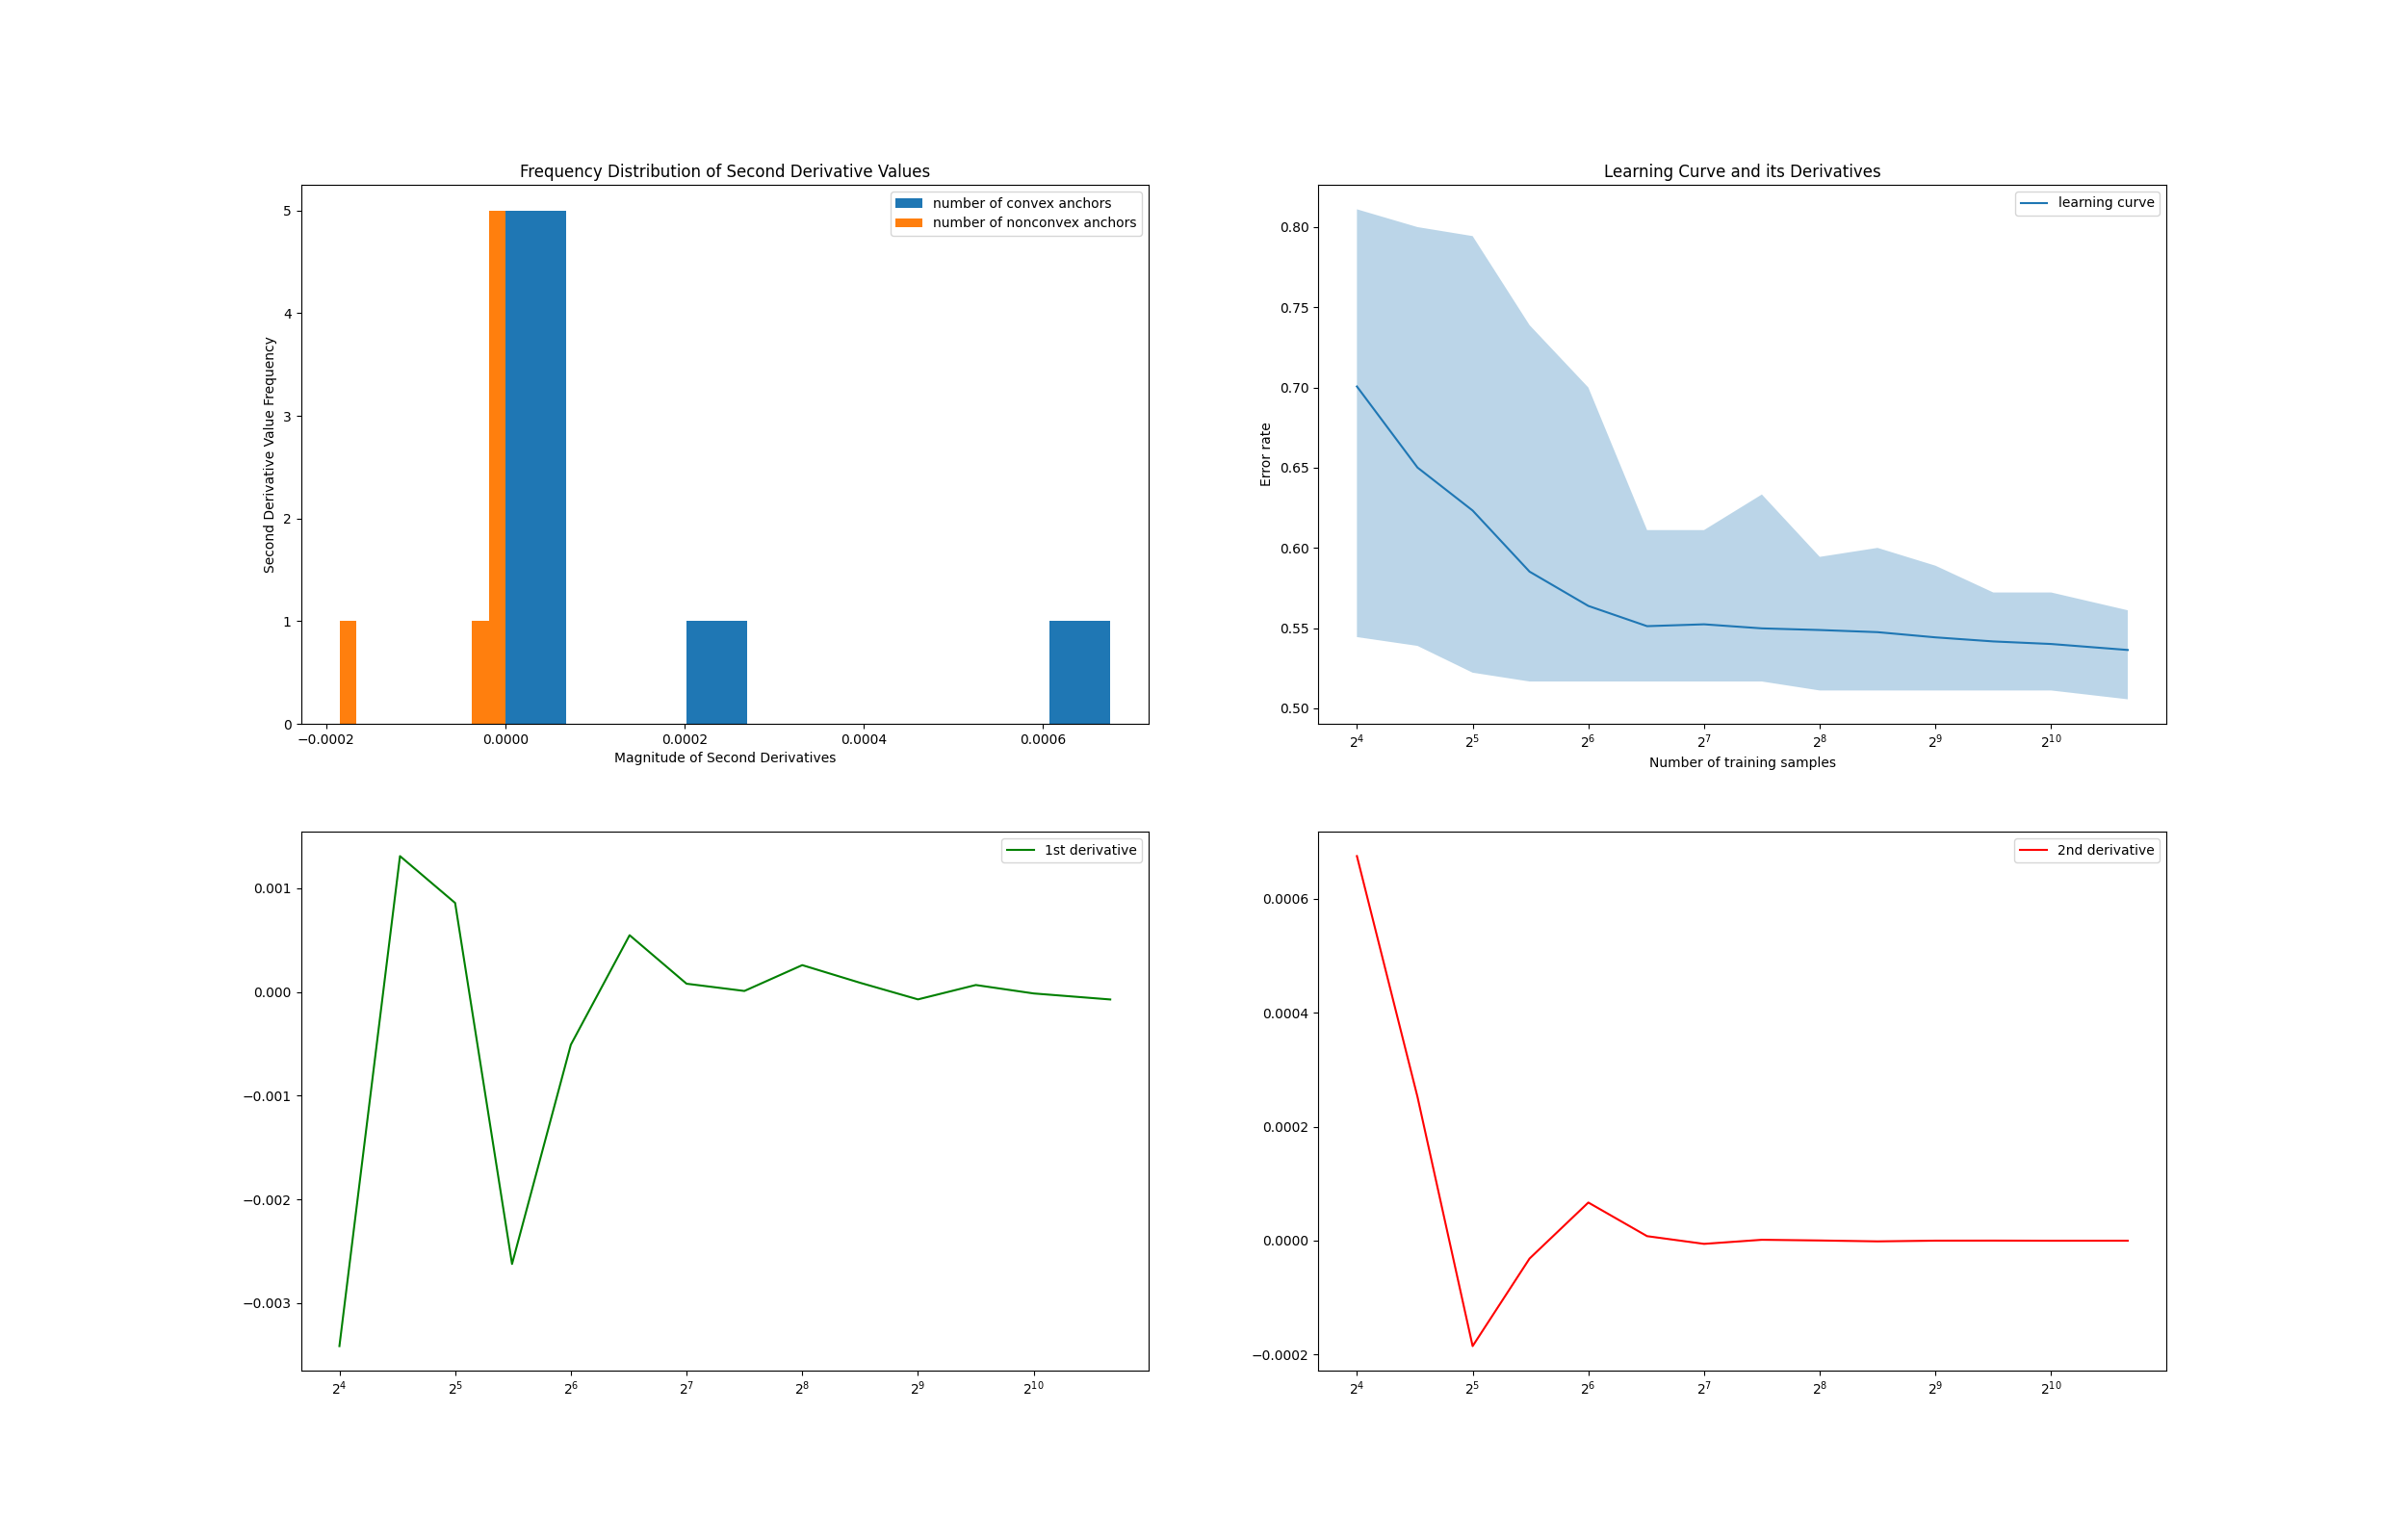 Frequency Distribution of Second Derivative Values
number of convex anchors
number of nonconvex anchors
5
4
3
2
1
0
Second Derivative Value Frequency
−0.0002 0.0000 0.0002 0.0004 0.0006
Magnitude of Second Derivatives
Learning Curve and its Derivatives
learning curve
0.80
0.75
0.70
0.65
0.60
0.55
0.50
Error rate
2⁴ 2⁵ 2⁶ 2⁷ 2⁸ 2⁹ 2¹⁰
Number of training samples
1st derivative
0.001
0.000
−0.001
−0.002
−0.003
2⁴ 2⁵ 2⁶ 2⁷ 2⁸ 2⁹ 2¹⁰
2nd derivative
0.0006
0.0004
0.0002
0.0000
−0.0002
2⁴ 2⁵ 2⁶ 2⁷ 2⁸ 2⁹ 2¹⁰